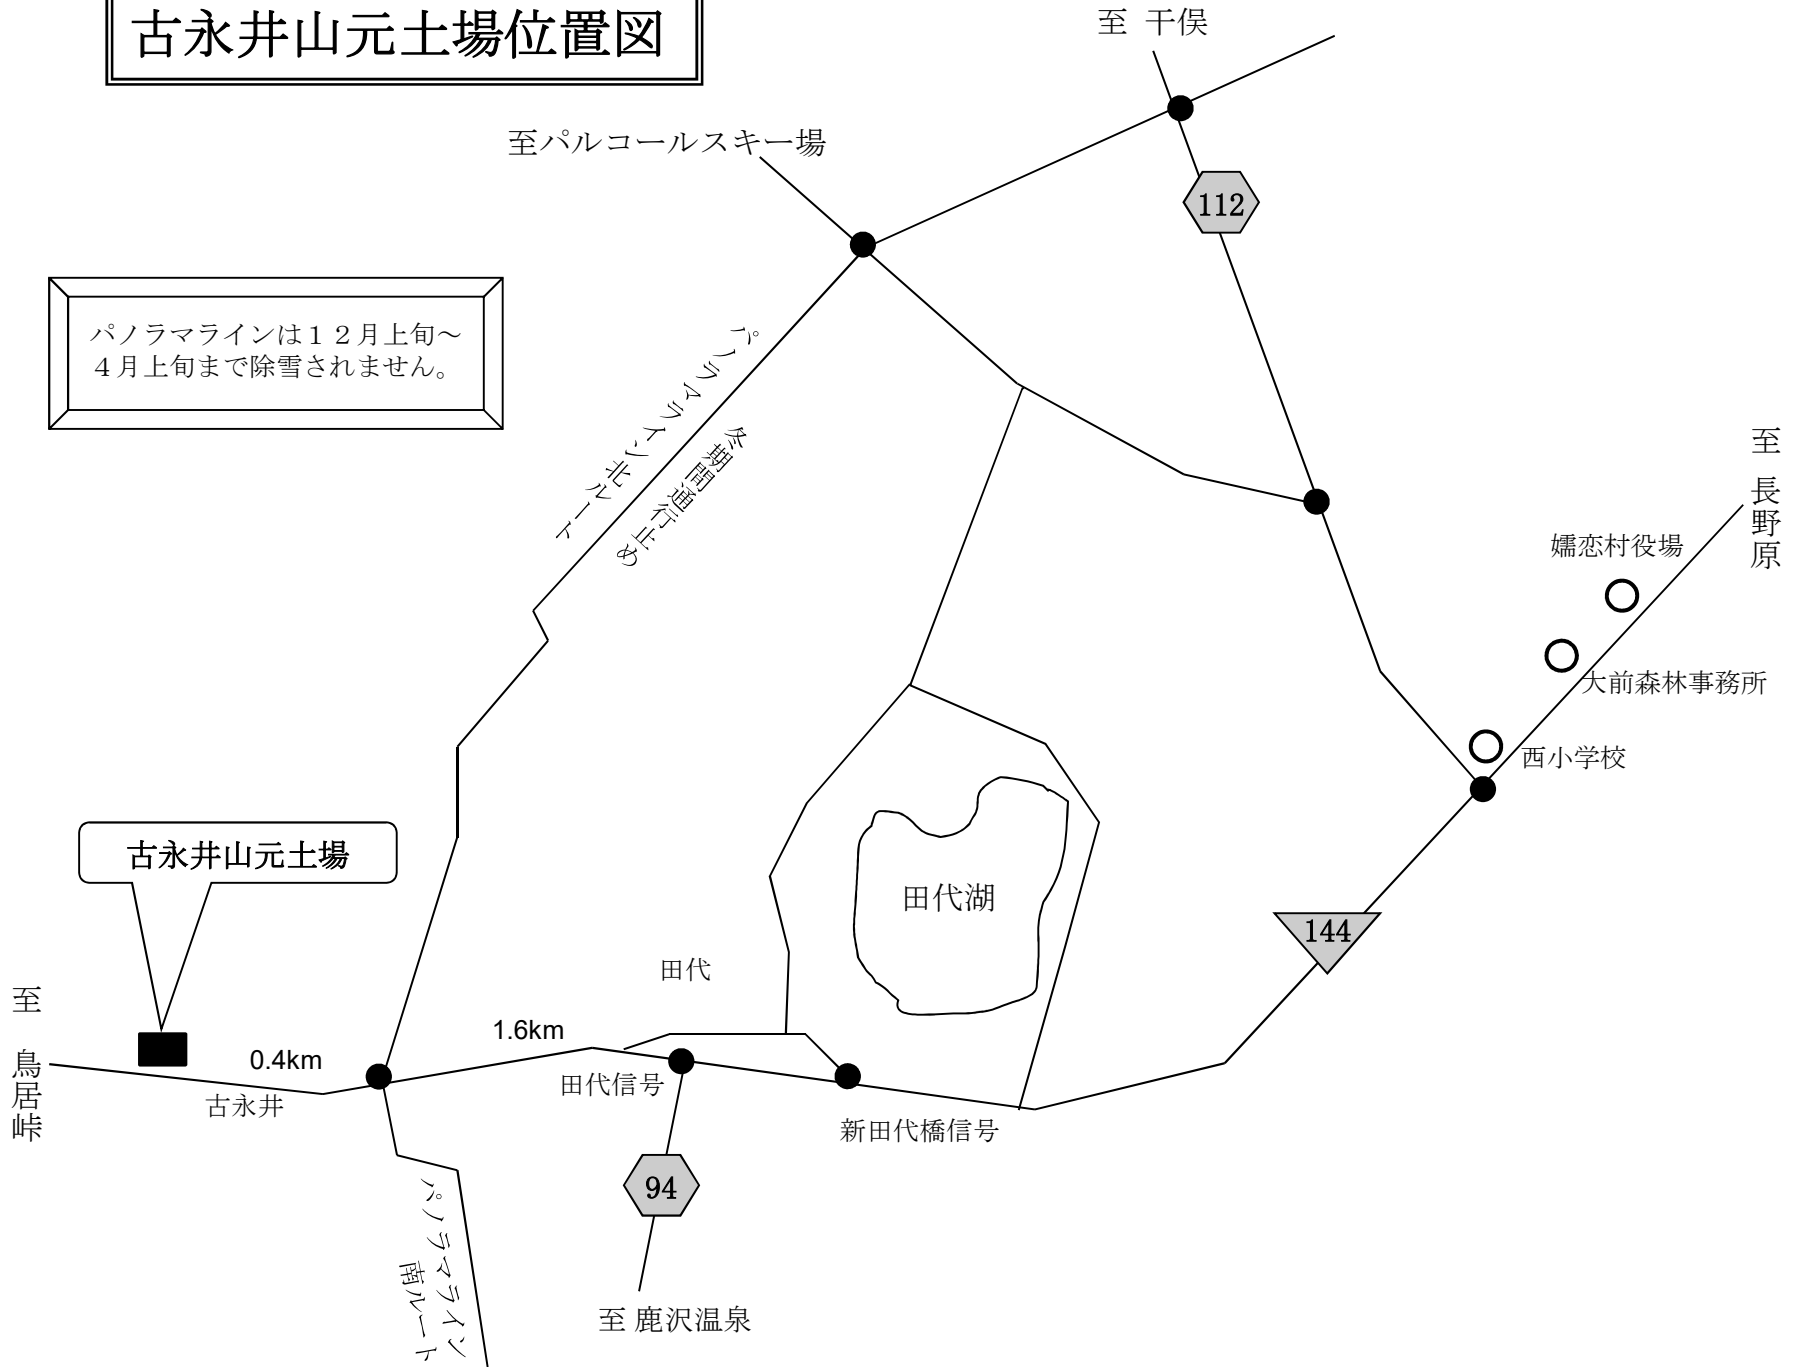 古永井山元土場位置図
至 干俣
至パルコールスキー場
112
パノラマラインは１２月上旬～
４月上旬まで除雪されません。
パノラマライン北ルート
冬期間通行止め
至 長野原
嬬恋村役場
大前森林事務所
西小学校
古永井山元土場
田代湖
144
田代
至 鳥居峠
0.4km
1.6km
古永井
田代信号
新田代橋信号
94
パノラマライン
南ルート
至 鹿沢温泉